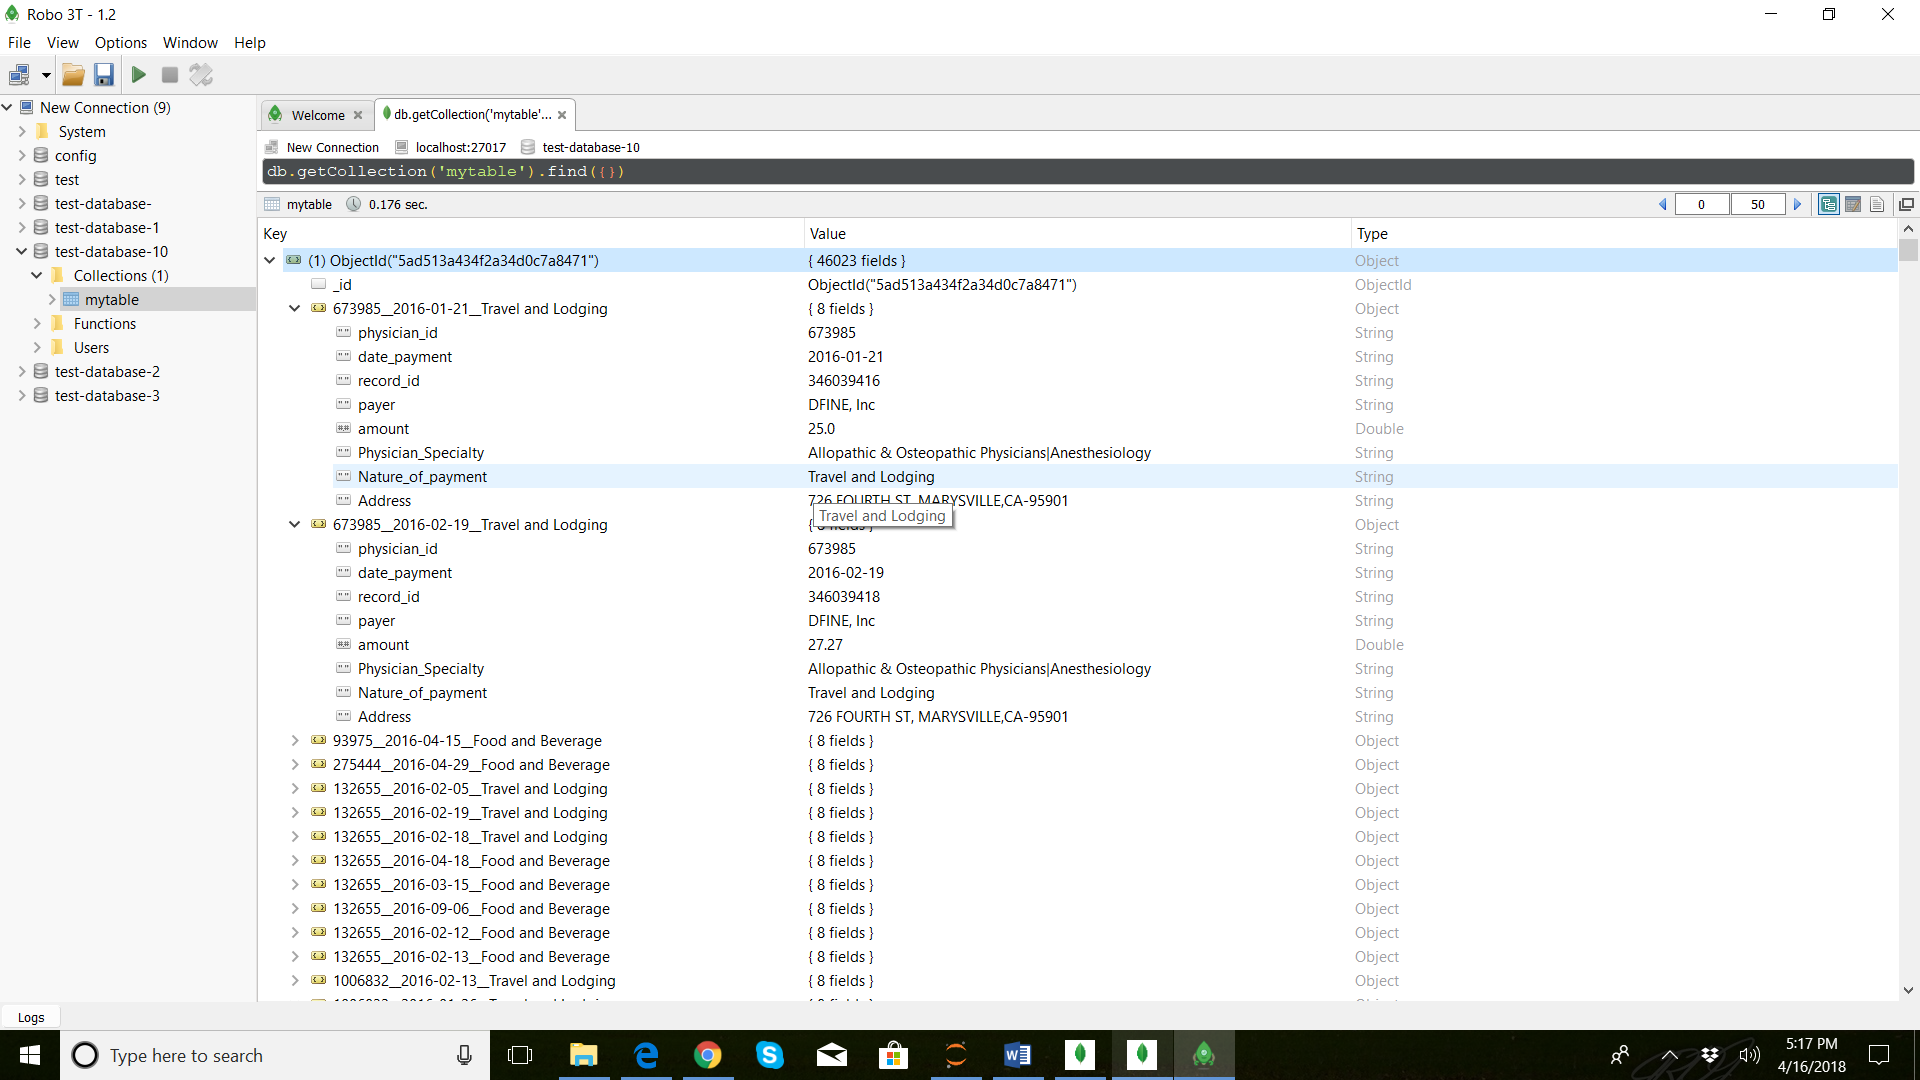 Robo 3T - 1.2
File View Options Window Help
New Connection (9)
System
config
test
test-database-
test-database-1
test-database-10
Collections (1)
mytable
Functions
Users
test-database-2
test-database-3
Welcome
db.getCollection('mytable'...
New Connection localhost:27017 test-database-10
db.getCollection('mytable').find({})
mytable 0.176 sec. 0 50
Key Value Type
(1) ObjectId("5ad513a434f2a34d0c7a8471") { 46023 fields } Object
_id ObjectId("5ad513a434f2a34d0c7a8471") ObjectId
673985__2016-01-21__Travel and Lodging { 8 fields } Object
physician_id 673985 String
date_payment 2016-01-21 String
record_id 346039416 String
payer DFINE, Inc String
amount 25.0 Double
Physician_Specialty Allopathic & Osteopathic Physicians|Anesthesiology String
Nature_of_payment Travel and Lodging String
Address 726 FOURTH ST, MARYSVILLE,CA-95901 String
Travel and Lodging
673985__2016-02-19__Travel and Lodging { 8 fields } Object
physician_id 673985 String
date_payment 2016-02-19 String
record_id 346039418 String
payer DFINE, Inc String
amount 27.27 Double
Physician_Specialty Allopathic & Osteopathic Physicians|Anesthesiology String
Nature_of_payment Travel and Lodging String
Address 726 FOURTH ST, MARYSVILLE,CA-95901 String
93975__2016-04-15__Food and Beverage { 8 fields } Object
275444__2016-04-29__Food and Beverage { 8 fields } Object
132655__2016-02-05__Travel and Lodging { 8 fields } Object
132655__2016-02-19__Travel and Lodging { 8 fields } Object
132655__2016-02-18__Travel and Lodging { 8 fields } Object
132655__2016-04-18__Food and Beverage { 8 fields } Object
132655__2016-03-15__Food and Beverage { 8 fields } Object
132655__2016-09-06__Food and Beverage { 8 fields } Object
132655__2016-02-12__Food and Beverage { 8 fields } Object
132655__2016-02-13__Food and Beverage { 8 fields } Object
1006832__2016-02-13__Travel and Lodging { 8 fields } Object
Logs
Type here to search
5:17 PM
4/16/2018